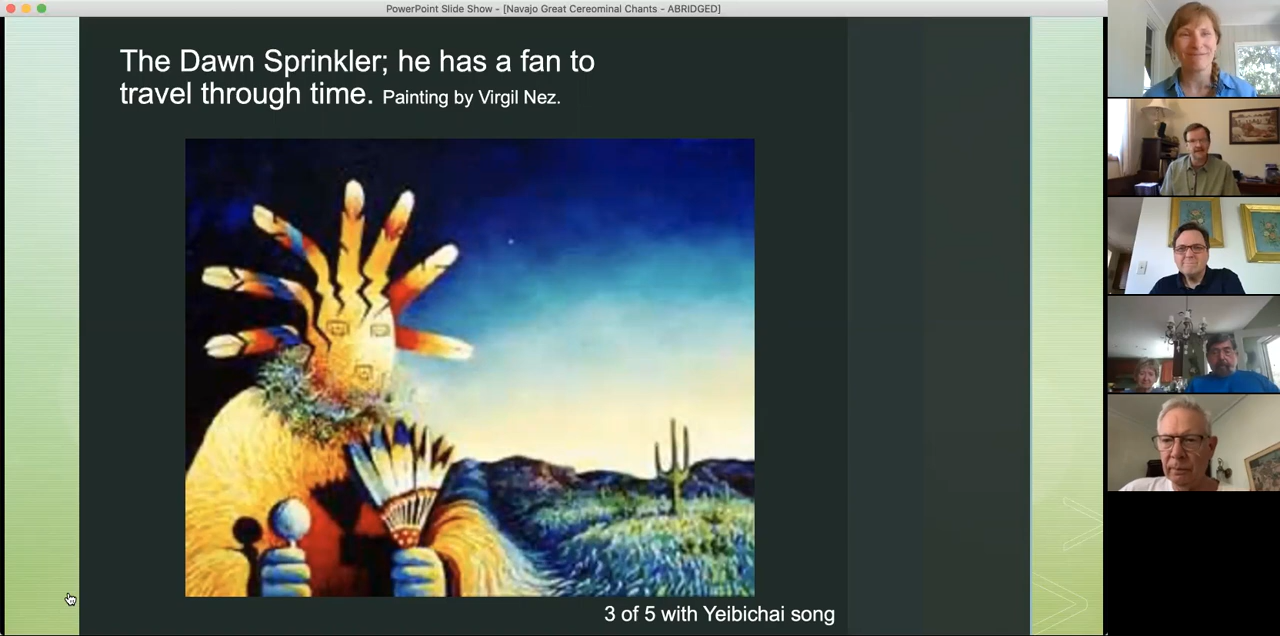 PowerPoint Slide Show - [Navajo Great Cereominal Chants - ABRIDGED]
The Dawn Sprinkler; he has a fan to
travel through time. Painting by Virgil Nez.
3 of 5 with Yeibichai song